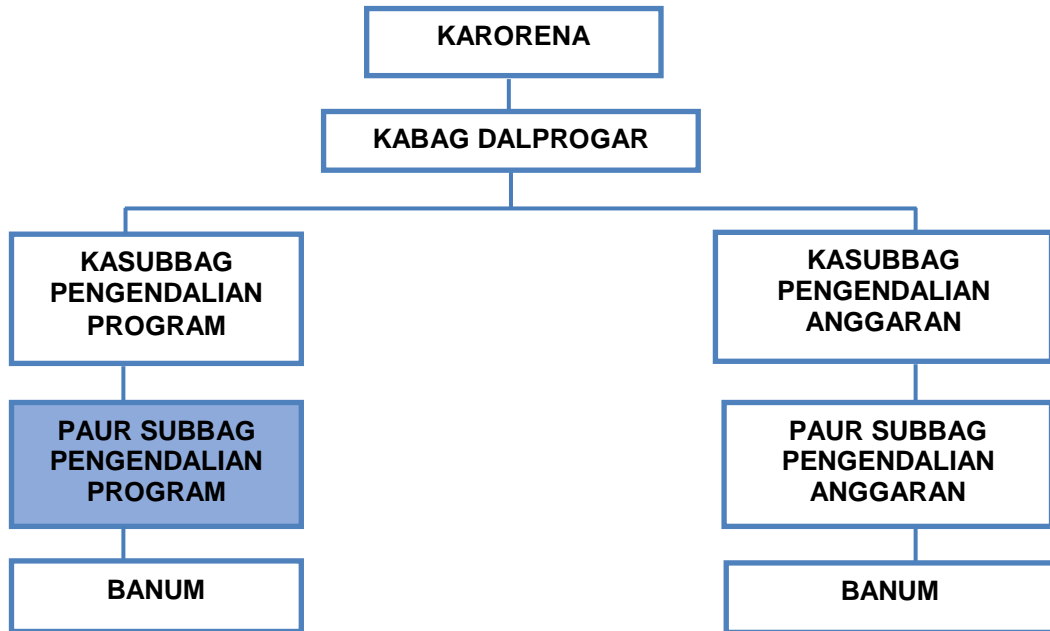 KARORENA
KABAG DALPROGAR
KASUBBAG
PENGENDALIAN
PROGRAM
KASUBBAG
PENGENDALIAN
ANGGARAN
PAUR SUBBAG
PENGENDALIAN
PROGRAM
PAUR SUBBAG
PENGENDALIAN
ANGGARAN
BANUM
BANUM